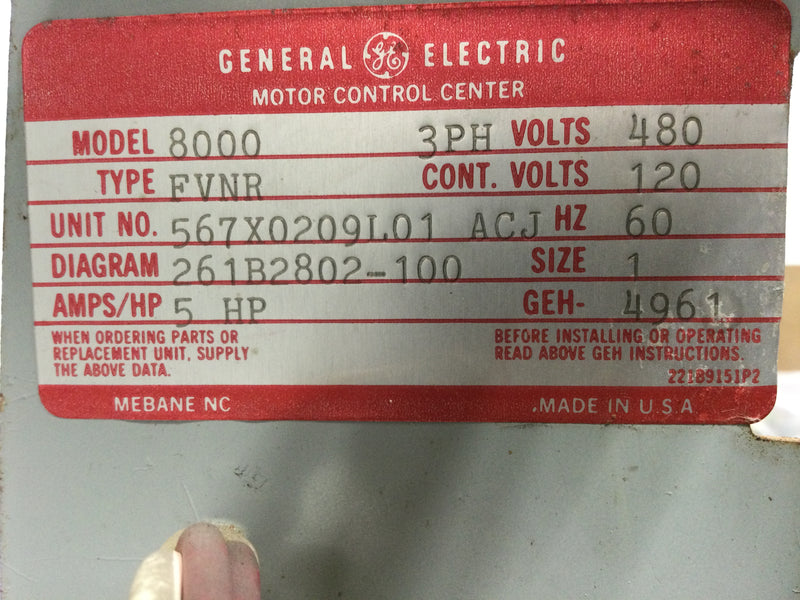 GENERAL GE ELECTRIC
MOTOR CONTROL CENTER
MODEL 8000 3PH VOLTS 480
TYPE FVNR CONT. VOLTS 120
UNIT NO. 567X0209L01 ACJ HZ 60
DIAGRAM 261B2802-100 SIZE 1
AMPS/HP 5 HP GEH- 4961
WHEN ORDERING PARTS OR
REPLACEMENT UNIT, SUPPLY
THE ABOVE DATA.
BEFORE INSTALLING OR OPERATING
READ ABOVE GEH INSTRUCTIONS.
221B9151P2
MEBANE NC MADE IN U.S.A